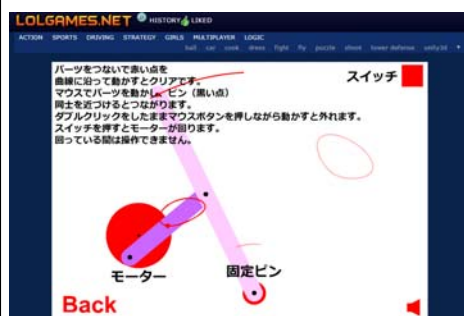 LOLGAMES.NET HISTORY LIKED
ACTION SPORTS DRIVING STRATEGY GIRLS MULTIPLAYER LOGIC
ball car cook dress fight fly puzzle shoot tower defense unity3d
パーツをつないで赤い点を
曲線に沿って動かすとクリアです。
マウスでパーツを動かし、ピン（黒い点）
同士を近づけるとつながります。
ダブルクリックをしたままマウスボタンを押しながら動かすと外れます。
スイッチを押すとモーターが回ります。
回っている間は操作できません。
スイッチ
モーター
固定ピン
Back